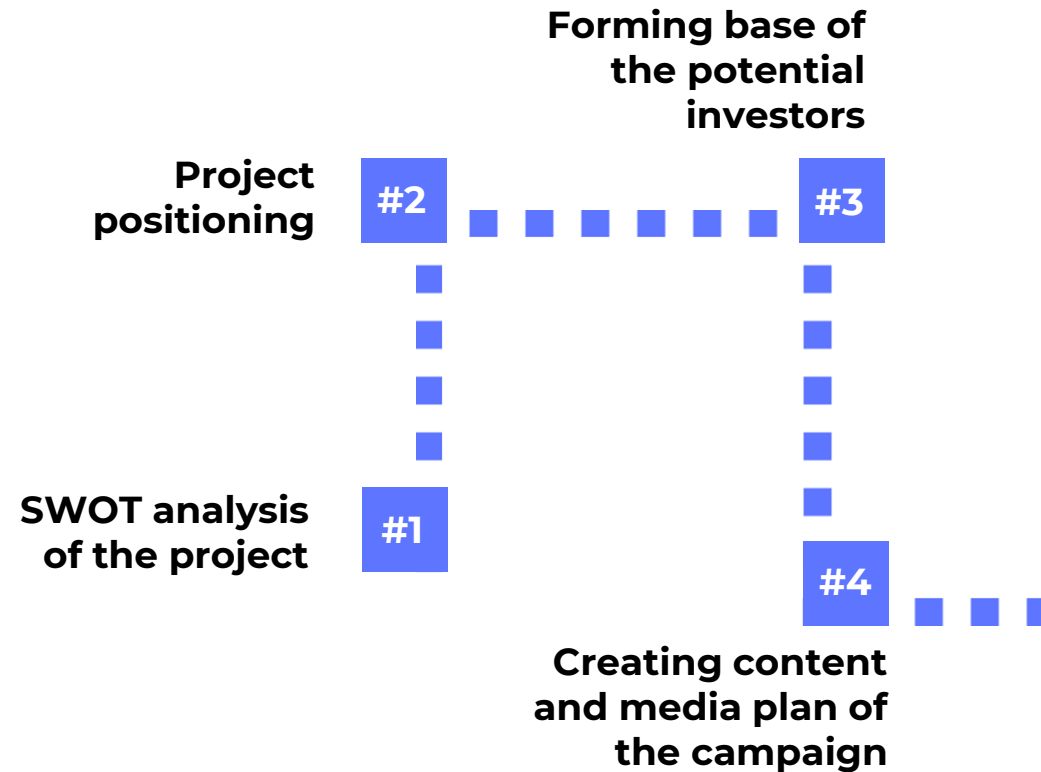 Forming base of
the potential
investors
Project
positioning
#2
#3
SWOT analysis
of the project
#1
#4
Creating content
and media plan of
the campaign